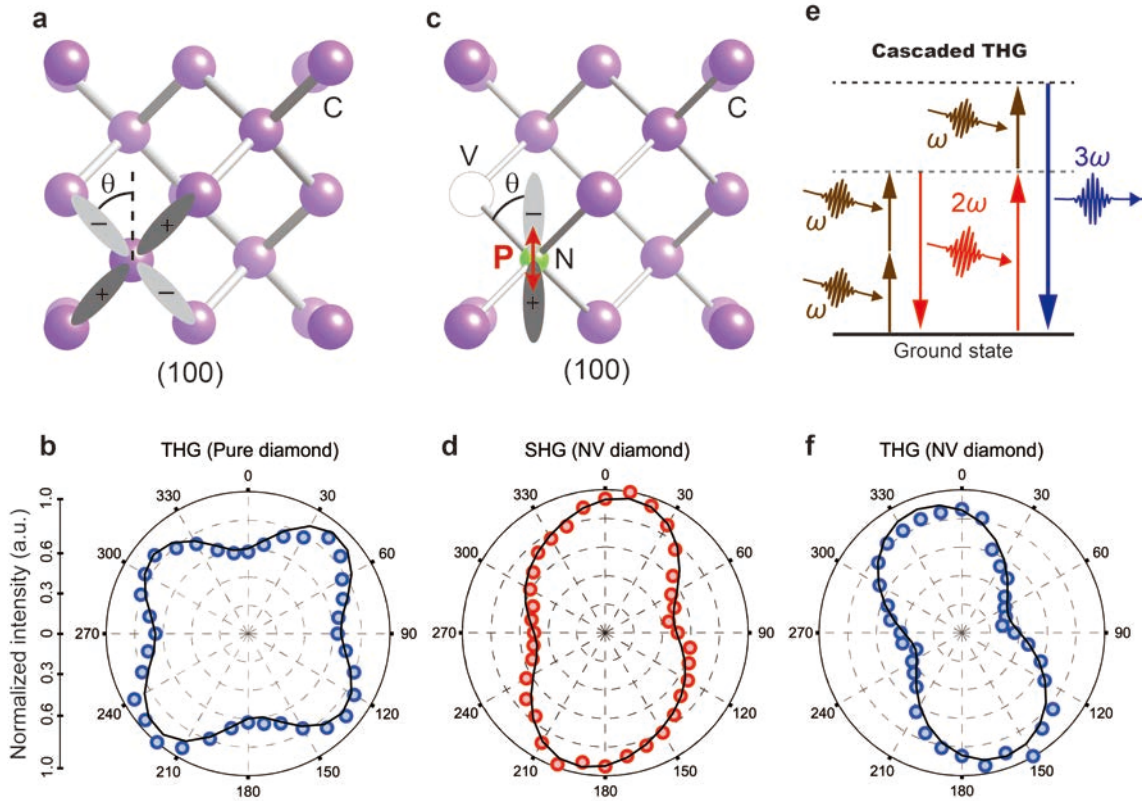 a
C
θ
−
+
+
−
(100)
c
C
V
θ
−
P
N
+
(100)
e
Cascaded THG
ω
3ω
ω
2ω
ω
Ground state
b
THG (Pure diamond)
Normalized intensity (a.u.)
1.0
0.6
0.3
0
0.3
0.6
1.0
0
30
60
90
120
150
180
210
240
270
300
330
d
SHG (NV diamond)
0
30
60
90
120
150
180
210
240
270
300
330
f
THG (NV diamond)
0
30
60
90
120
150
180
210
240
270
300
330